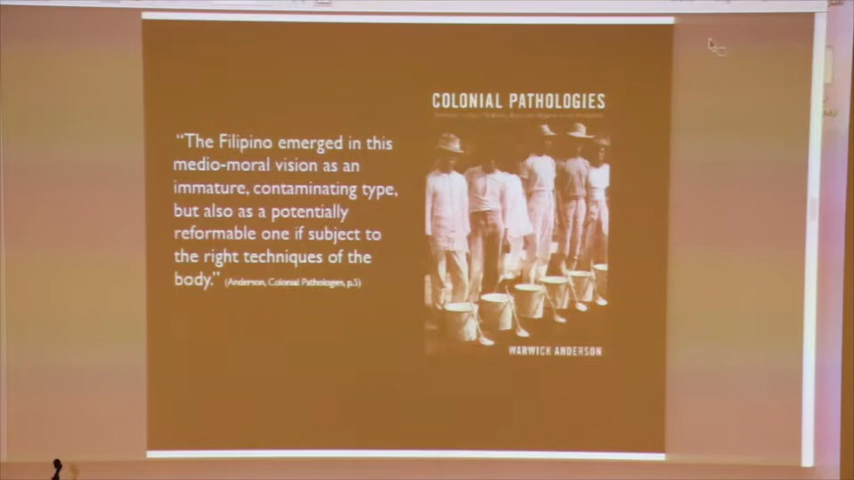 "The Filipino emerged in this
medio-moral vision as an
immature, contaminating type,
but also as a potentially
reformable one if subject to
the right techniques of the
body." (Anderson, Colonial Pathologies, p.5)
COLONIAL PATHOLOGIES
WARWICK ANDERSON